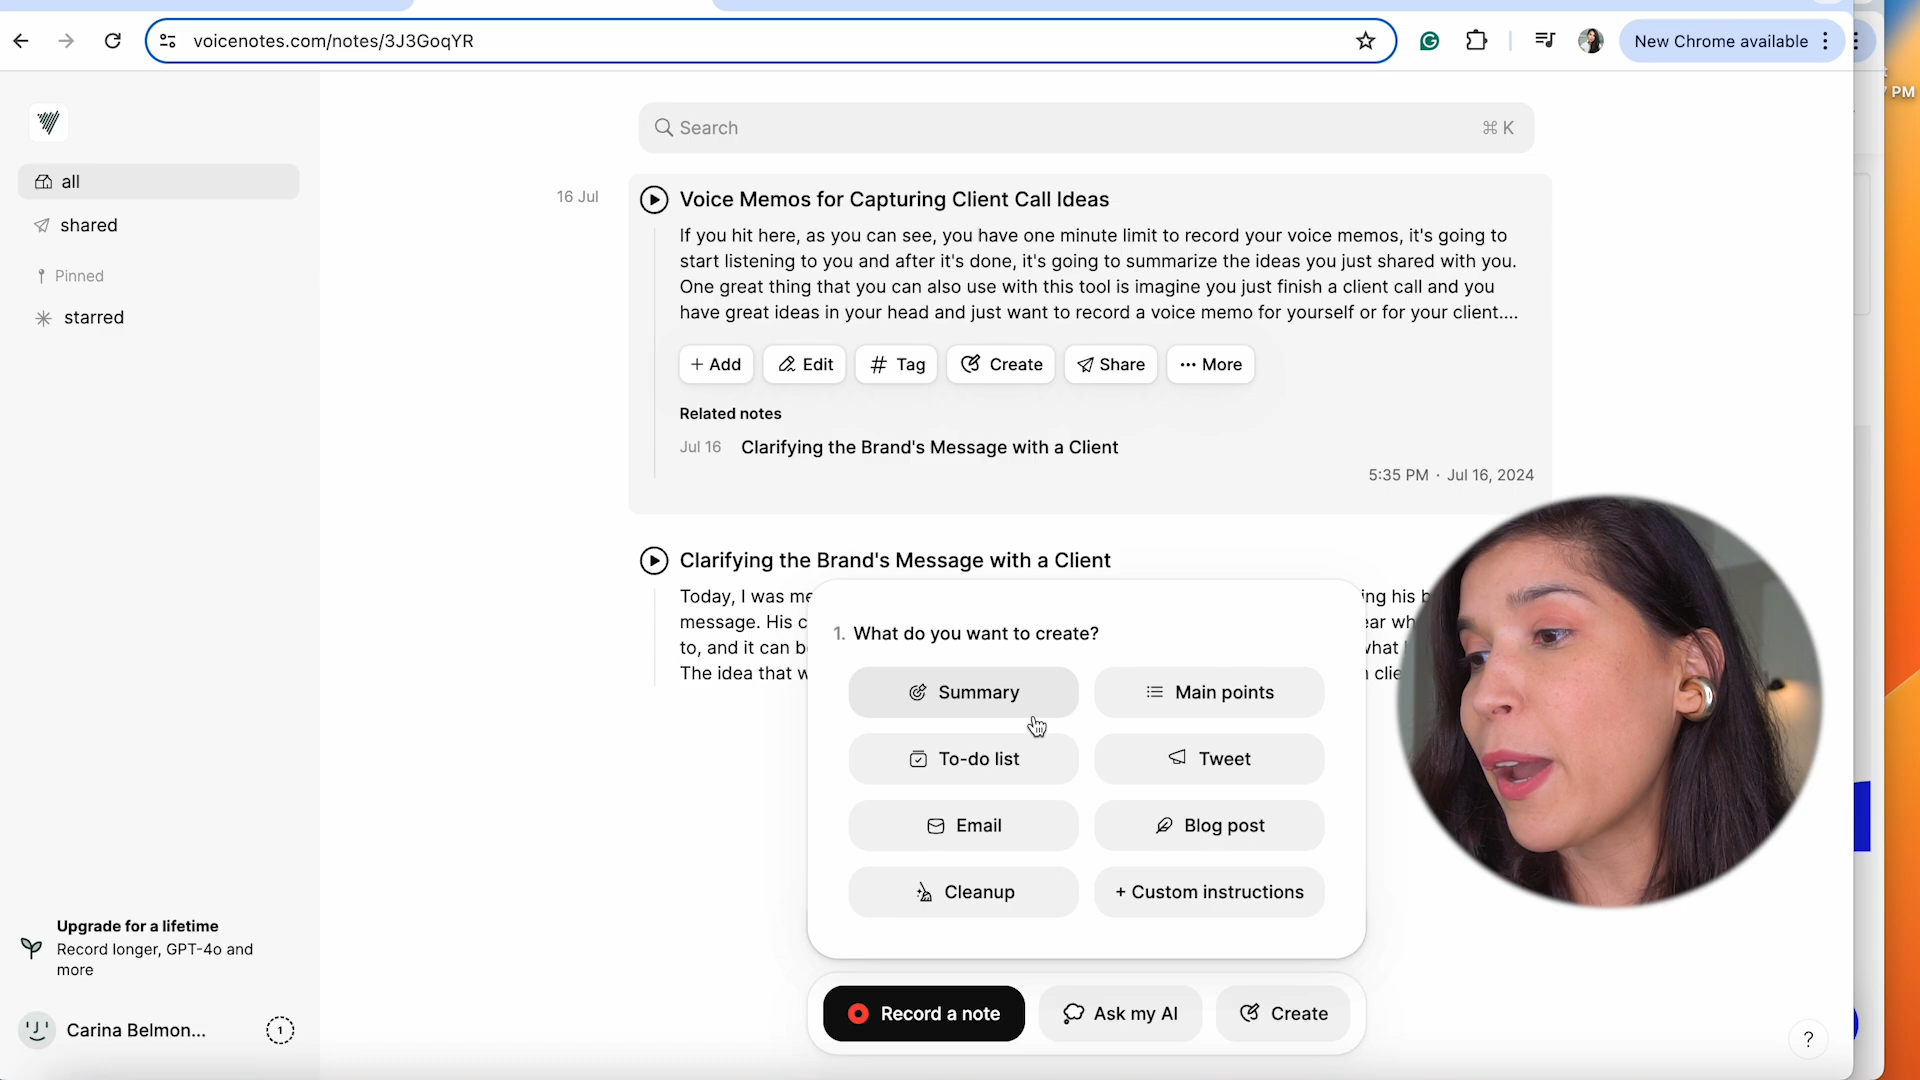 voicenotes.com/notes/3J3GoqYR
New Chrome available
PM
Search
⌘ K
all
shared
Pinned
starred
16 Jul
Voice Memos for Capturing Client Call Ideas
If you hit here, as you can see, you have one minute limit to record your voice memos, it's going to
start listening to you and after it's done, it's going to summarize the ideas you just shared with you.
One great thing that you can also use with this tool is imagine you just finish a client call and you
have great ideas in your head and just want to record a voice memo for yourself or for your client....
+ Add
Edit
# Tag
Create
Share
··· More
Related notes
Jul 16 Clarifying the Brand's Message with a Client
5:35 PM · Jul 16, 2024
Clarifying the Brand's Message with a Client
Today, I was
message. His
to, and it can
The idea that
his
1. What do you want to create?
Summary
Main points
To-do list
Tweet
Email
Blog post
Cleanup
+ Custom instructions
Record a note
Ask my AI
Create
Upgrade for a lifetime
Record longer, GPT-4o and
more
Carina Belmon...
1
?